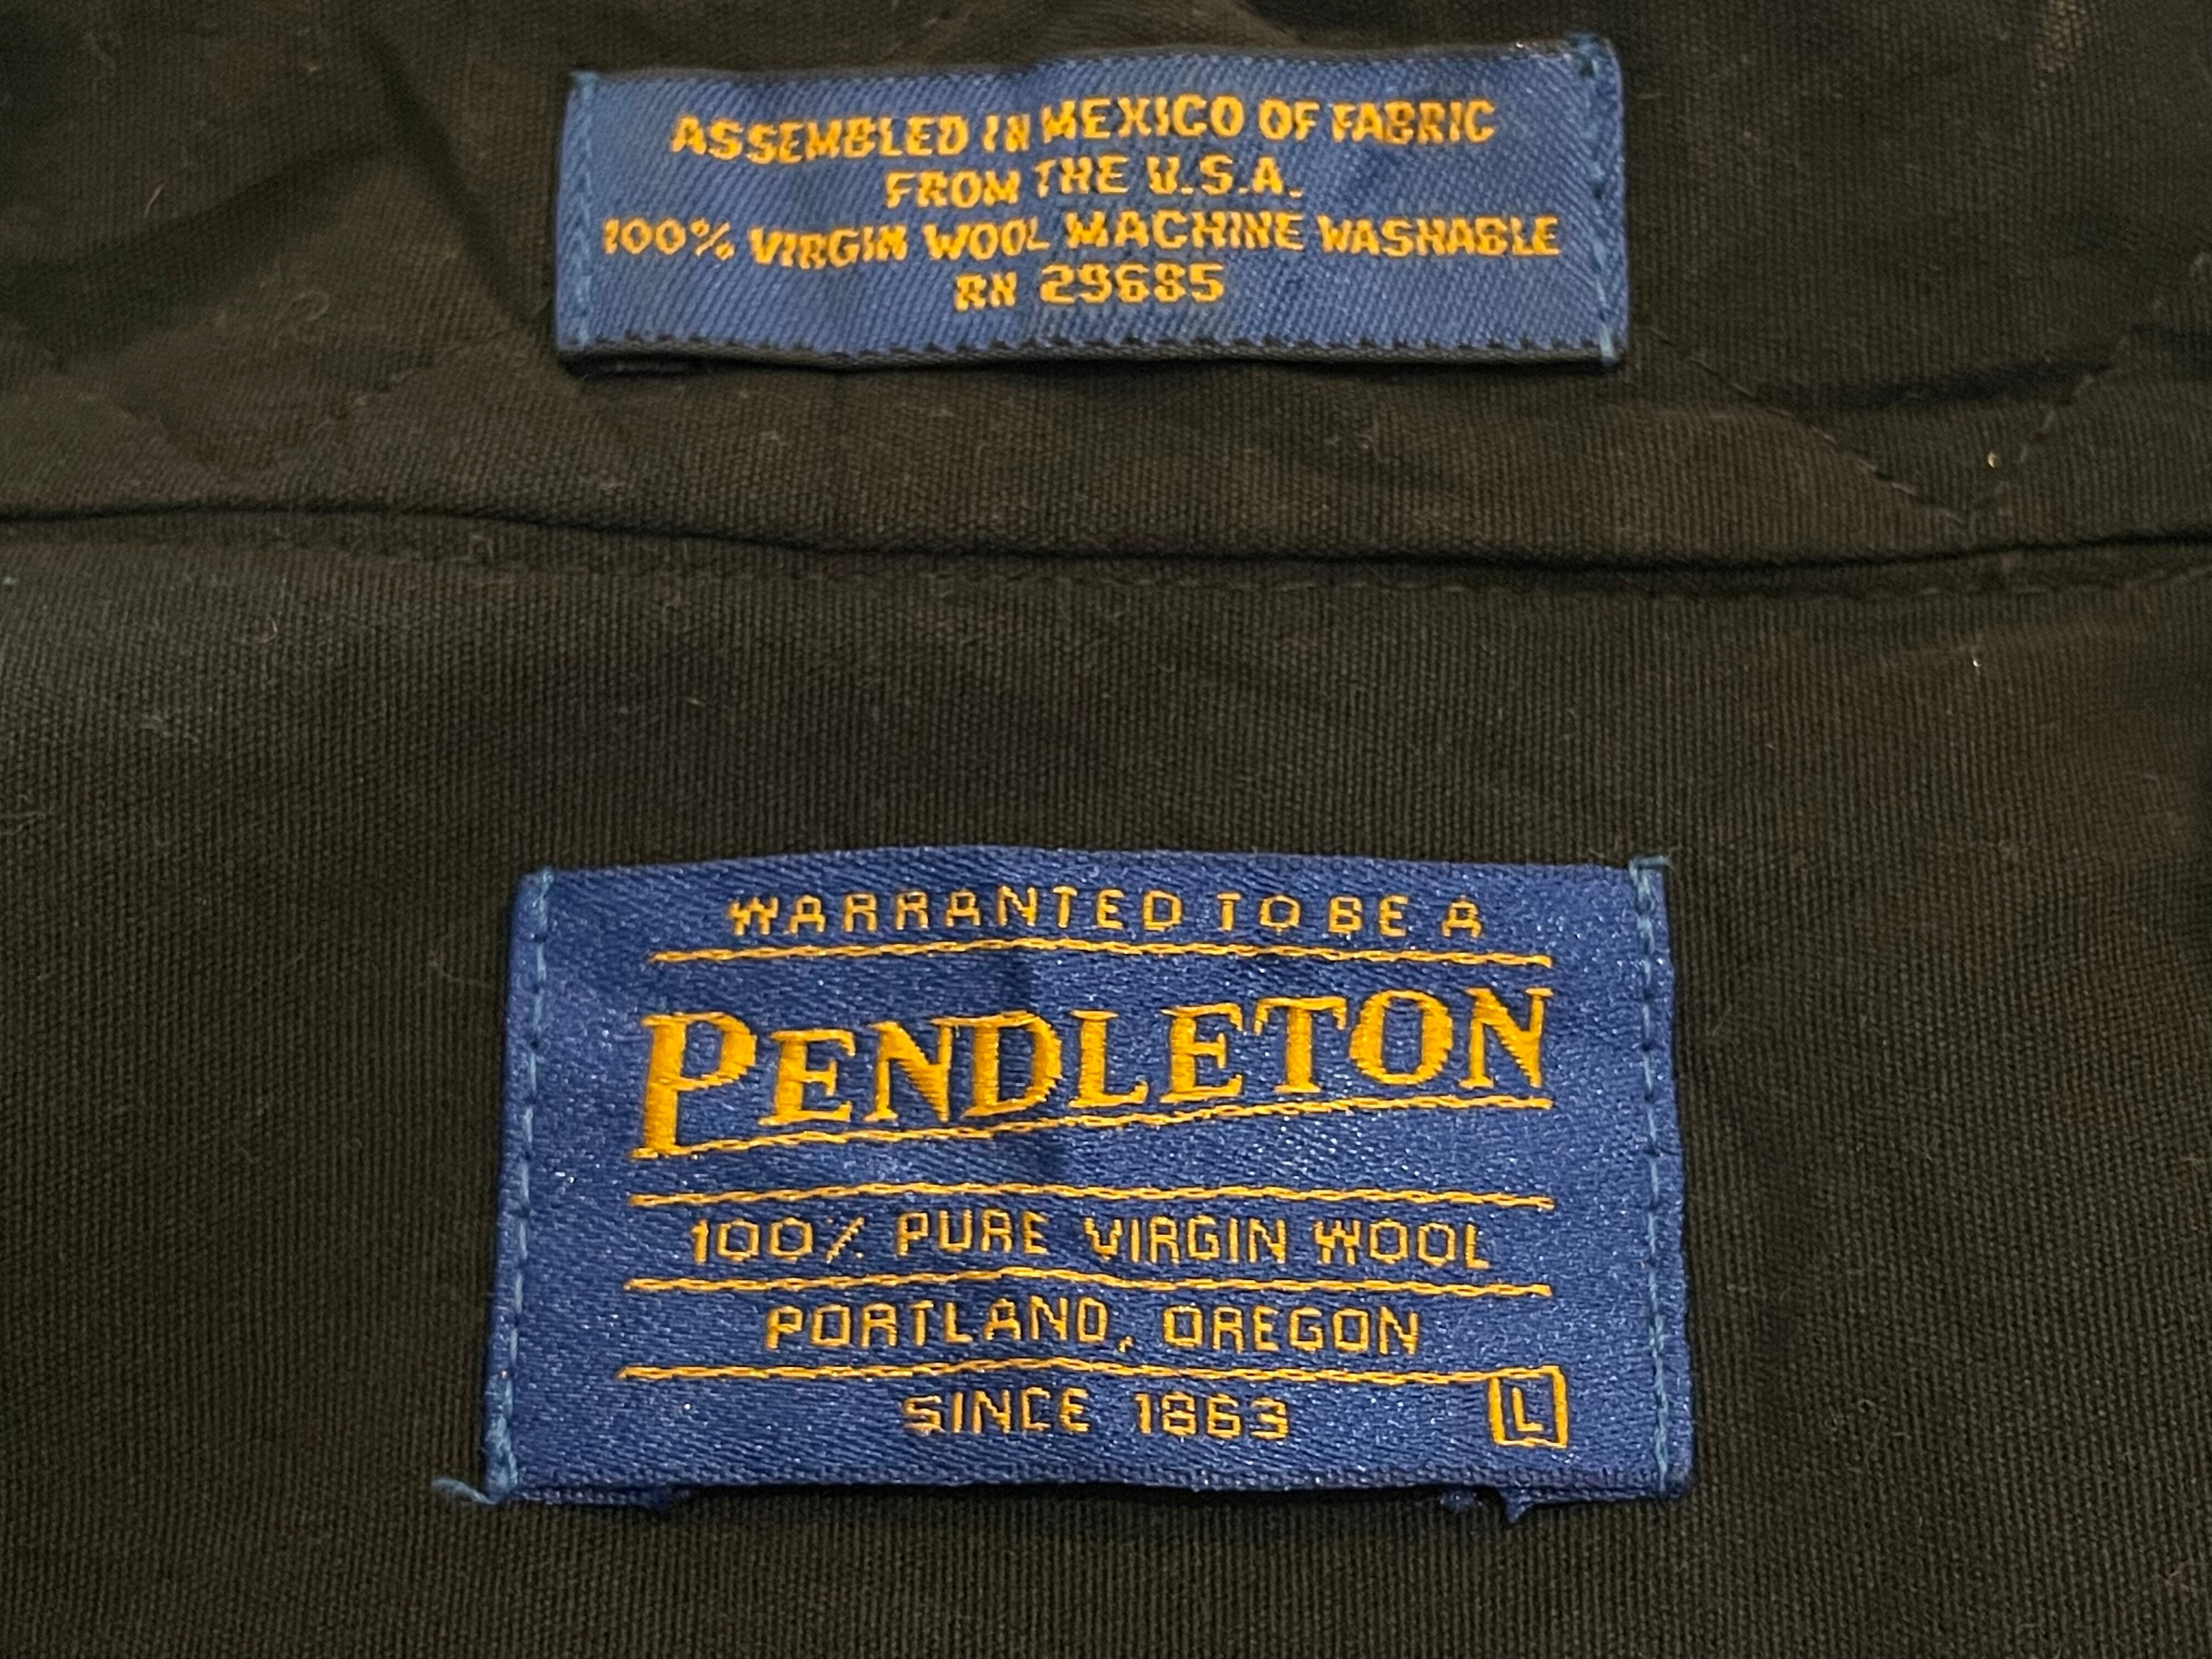 ASSEMBLED IN MEXICO OF FABRIC
FROM THE U.S.A.
100% VIRGIN WOOL MACHINE WASHABLE
RN 29685
WARRANTED TO BE A
PENDLETON
100% PURE VIRGIN WOOL
PORTLAND, OREGON
SINCE 1863
L